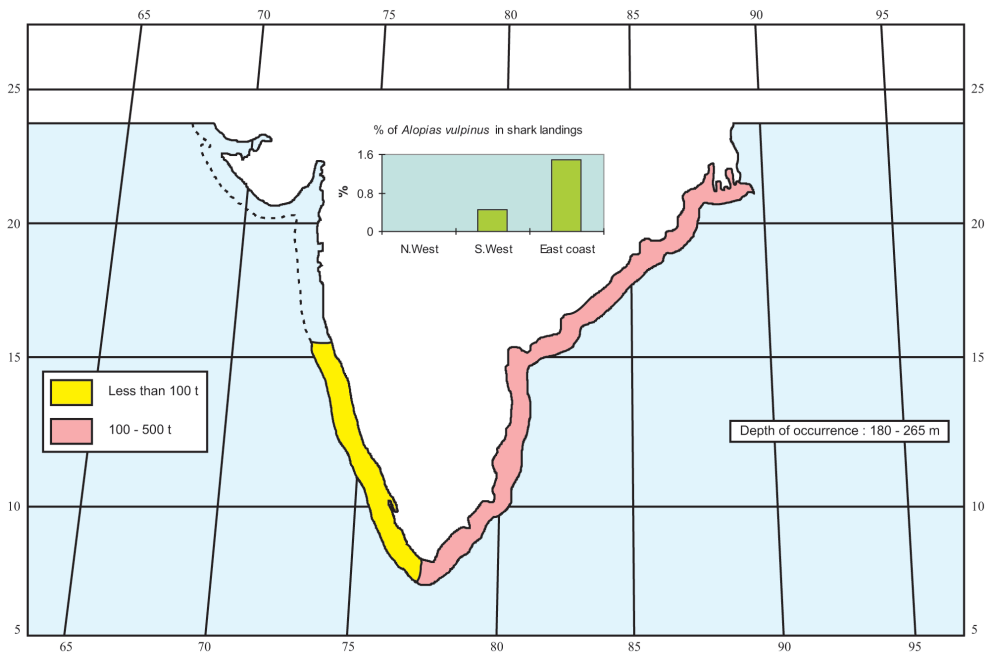 65 70 75 80 85 90 95
% of Alopias vulpinus in shark landings
1.6
0.8
0
%
N.West S.West East coast
25 25
20 20
15 15
Less than 100 t
100 - 500 t
Depth of occurrence : 180 - 265 m
10 10
5 5
65 70 75 80 85 90 95